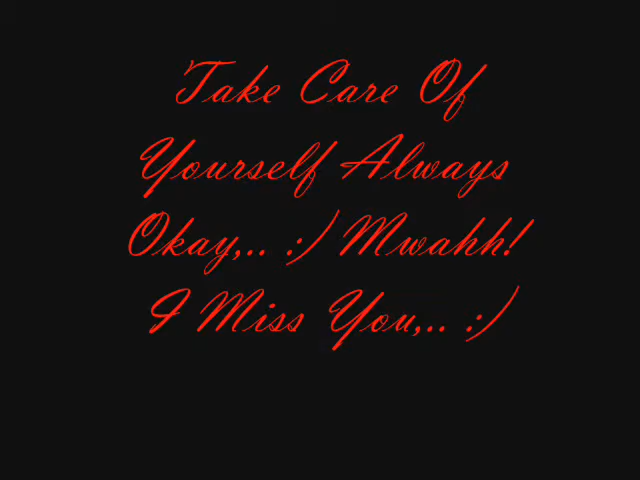 Take Care Of
Yourself Always
Okay,.. :) Mwahh!
I Miss You,.. :)